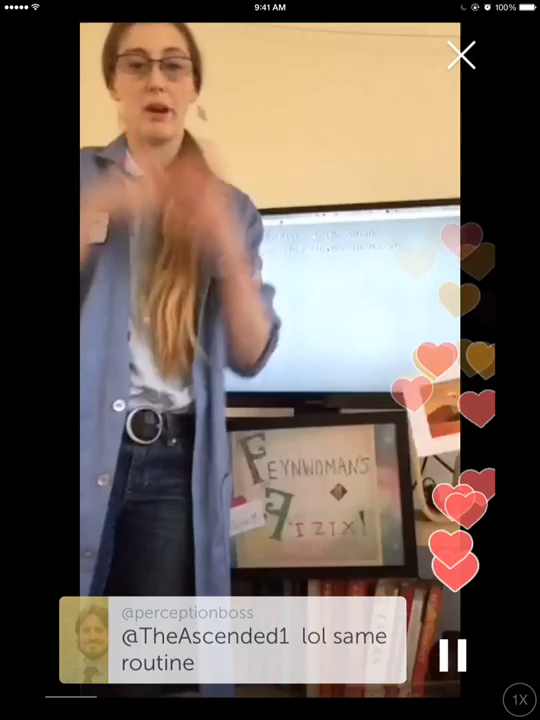 9:41 AM
100%
FEYNWOMAN'S
FIZIX!
@perceptionboss
@TheAscended1 lol same
routine
1X